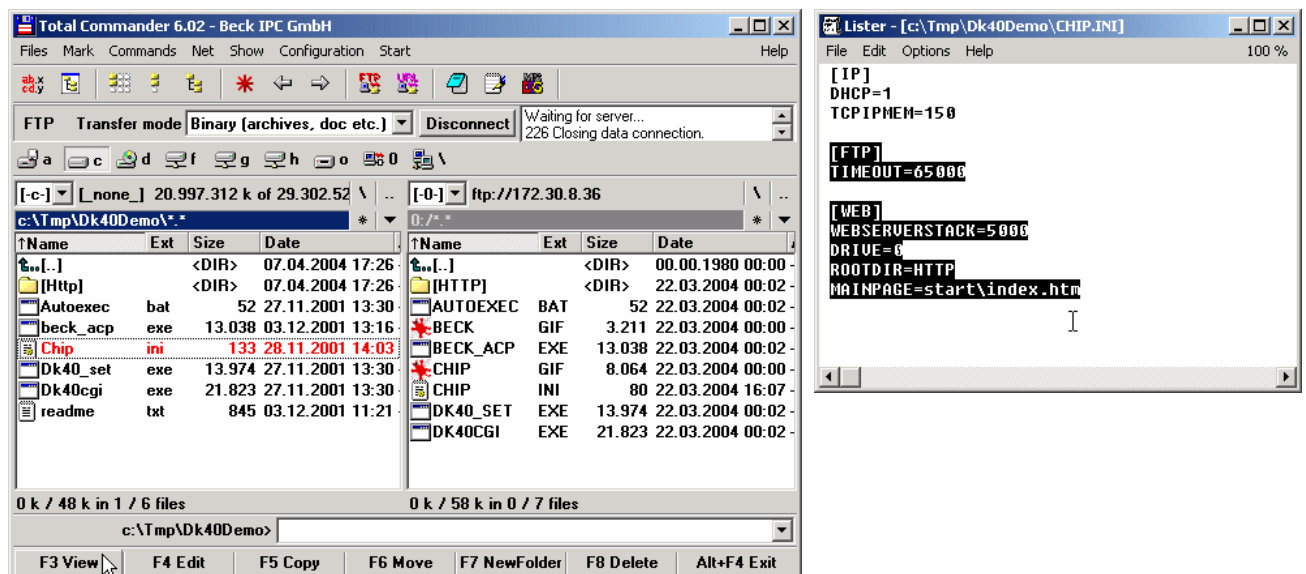 Total Commander 6.02 - Beck IPC GmbH
Files Mark Commands Net Show Configuration Start Help
FTP Transfer mode Binary (archives, doc etc.) Disconnect Waiting for server...
226 Closing data connection.
a c d f g h o 0 \
[-c-] [_none_] 20.997.312 k of 29.302.52 \ .. [-0-] ftp://172.30.8.36 \ ..
c:\Tmp\Dk40Demo\*.* * 0:/*.* *
↑Name Ext Size Date ↑Name Ext Size Date
[..] <DIR> 07.04.2004 17:26- [..] <DIR> 00.00.1980 00:00-
[Http] <DIR> 07.04.2004 17:26- [HTTP] <DIR> 22.03.2004 00:02-
Autoexec bat 52 27.11.2001 13:30- AUTOEXEC BAT 52 22.03.2004 00:02-
beck_acp exe 13.038 03.12.2001 13:16- BECK GIF 3.211 22.03.2004 00:00-
Chip ini 133 28.11.2001 14:03 BECK_ACP EXE 13.038 22.03.2004 00:02-
Dk40_set exe 13.974 27.11.2001 13:30- CHIP GIF 8.064 22.03.2004 00:00-
Dk40cgi exe 21.823 27.11.2001 13:30- CHIP INI 80 22.03.2004 16:07-
readme txt 845 03.12.2001 11:21- DK40_SET EXE 13.974 22.03.2004 00:02-
DK40CGI EXE 21.823 22.03.2004 00:02-
0 k / 48 k in 1 / 6 files 0 k / 58 k in 0 / 7 files
c:\Tmp\Dk40Demo>
F3 View F4 Edit F5 Copy F6 Move F7 NewFolder F8 Delete Alt+F4 Exit
Lister - [c:\Tmp\Dk40Demo\CHIP.INI]
File Edit Options Help 100 %
[IP]
DHCP=1
TCPIPMEM=150
[FTP]
TIMEOUT=65000
[WEB]
WEBSERVERSTACK=5000
DRIVE=0
ROOTDIR=HTTP
MAINPAGE=start\index.htm